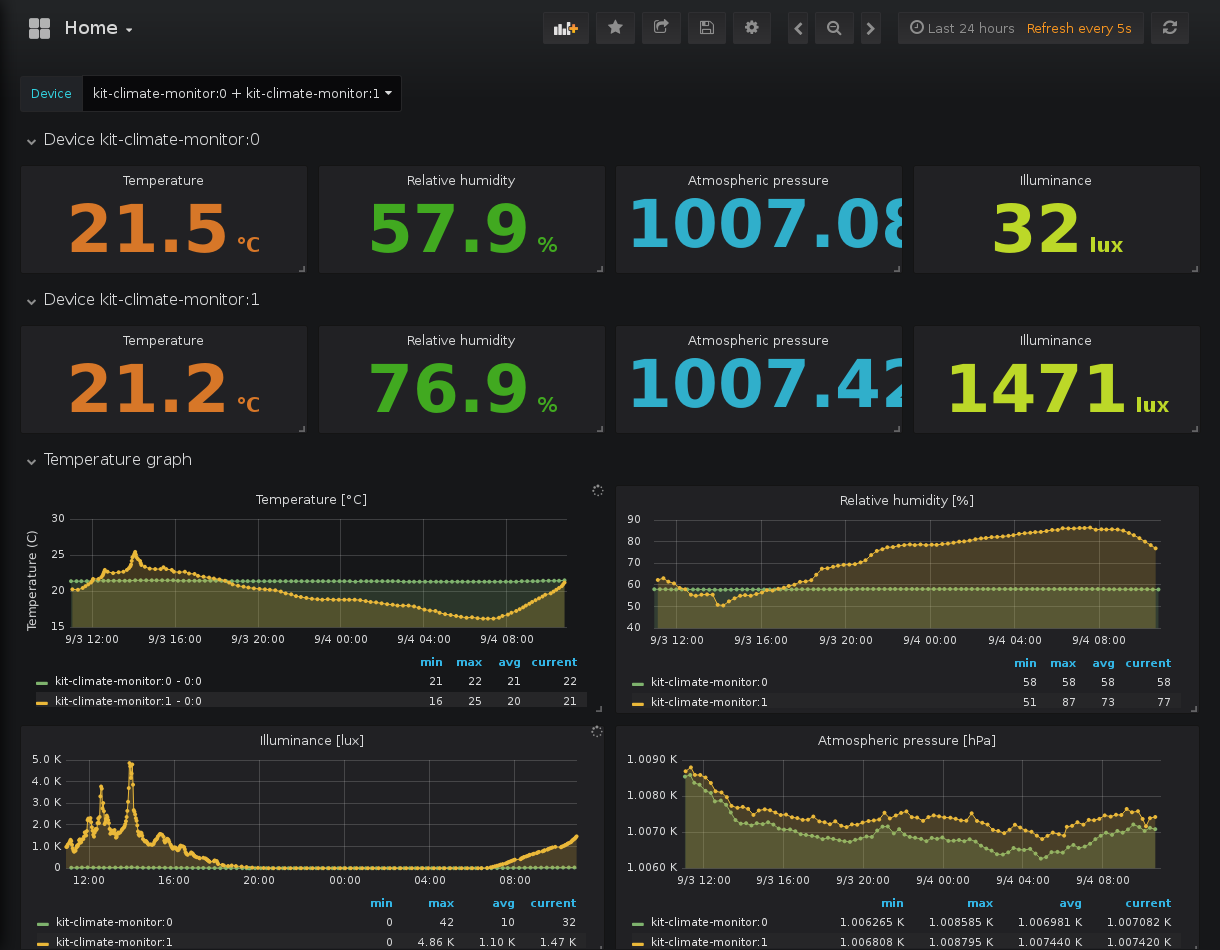 Home
Last 24 hours Refresh every 5s
Device kit-climate-monitor:0 + kit-climate-monitor:1
Device kit-climate-monitor:0
Temperature Relative humidity Atmospheric pressure Illuminance
21.5 °C 57.9 % 1007.08 32 lux
Device kit-climate-monitor:1
Temperature Relative humidity Atmospheric pressure Illuminance
21.2 °C 76.9 % 1007.42 1471 lux
Temperature graph
Temperature [°C]
Temperature (C)
30
25
20
15
9/3 12:00 9/3 16:00 9/3 20:00 9/4 00:00 9/4 04:00 9/4 08:00
min max avg current
kit-climate-monitor:0 - 0:0 21 22 21 22
kit-climate-monitor:1 - 0:0 16 25 20 21
Relative humidity [%]
90
80
70
60
50
40
9/3 12:00 9/3 16:00 9/3 20:00 9/4 00:00 9/4 04:00 9/4 08:00
min max avg current
kit-climate-monitor:0 58 58 58 58
kit-climate-monitor:1 51 87 73 77
Illuminance [lux]
5.0 K
4.0 K
3.0 K
2.0 K
1.0 K
0
12:00 16:00 20:00 00:00 04:00 08:00
min max avg current
kit-climate-monitor:0 0 42 10 32
kit-climate-monitor:1 0 4.86 K 1.10 K 1.47 K
Atmospheric pressure [hPa]
1.0090 K
1.0080 K
1.0070 K
1.0060 K
9/3 12:00 9/3 16:00 9/3 20:00 9/4 00:00 9/4 04:00 9/4 08:00
min max avg current
kit-climate-monitor:0 1.006265 K 1.008585 K 1.006981 K 1.007082 K
kit-climate-monitor:1 1.006808 K 1.008795 K 1.007440 K 1.007420 K